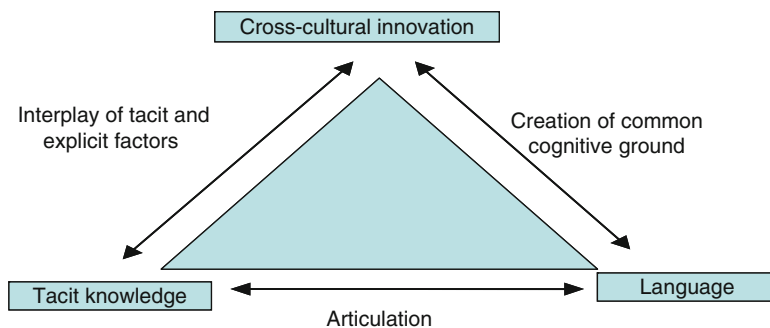 Cross-cultural innovation
Interplay of tacit and
explicit factors
Creation of common
cognitive ground
Tacit knowledge
Language
Articulation